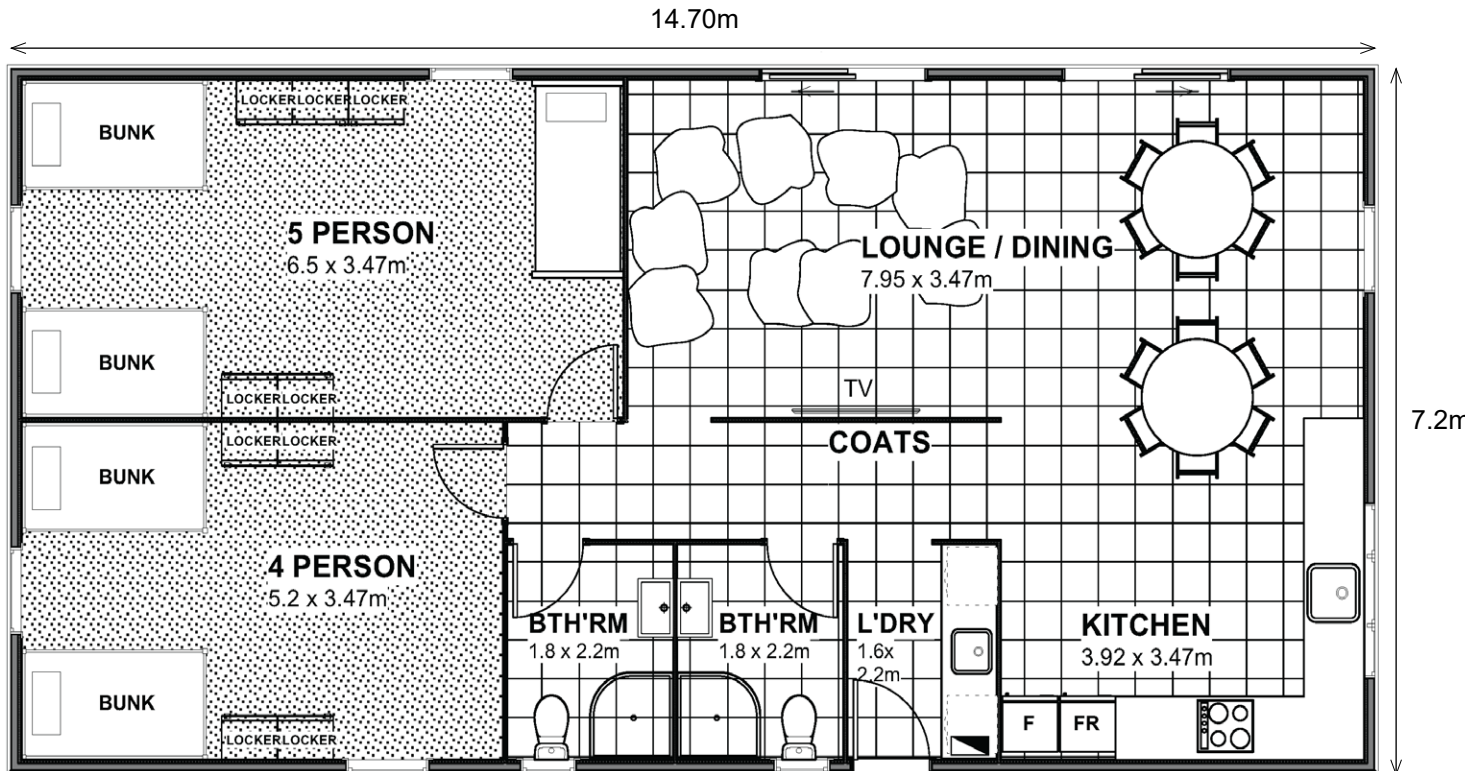 14.70m
LOCKER LOCKER LOCKER
BUNK
5 PERSON
6.5 x 3.47m
LOUNGE / DINING
7.95 x 3.47m
BUNK
LOCKER LOCKER
TV
7.2m
COATS
LOCKER LOCKER
BUNK
4 PERSON
5.2 x 3.47m
BTH'RM
1.8 x 2.2m
BTH'RM
1.8 x 2.2m
L'DRY
1.6x
2.2m
KITCHEN
3.92 x 3.47m
BUNK
F
FR
LOCKER LOCKER